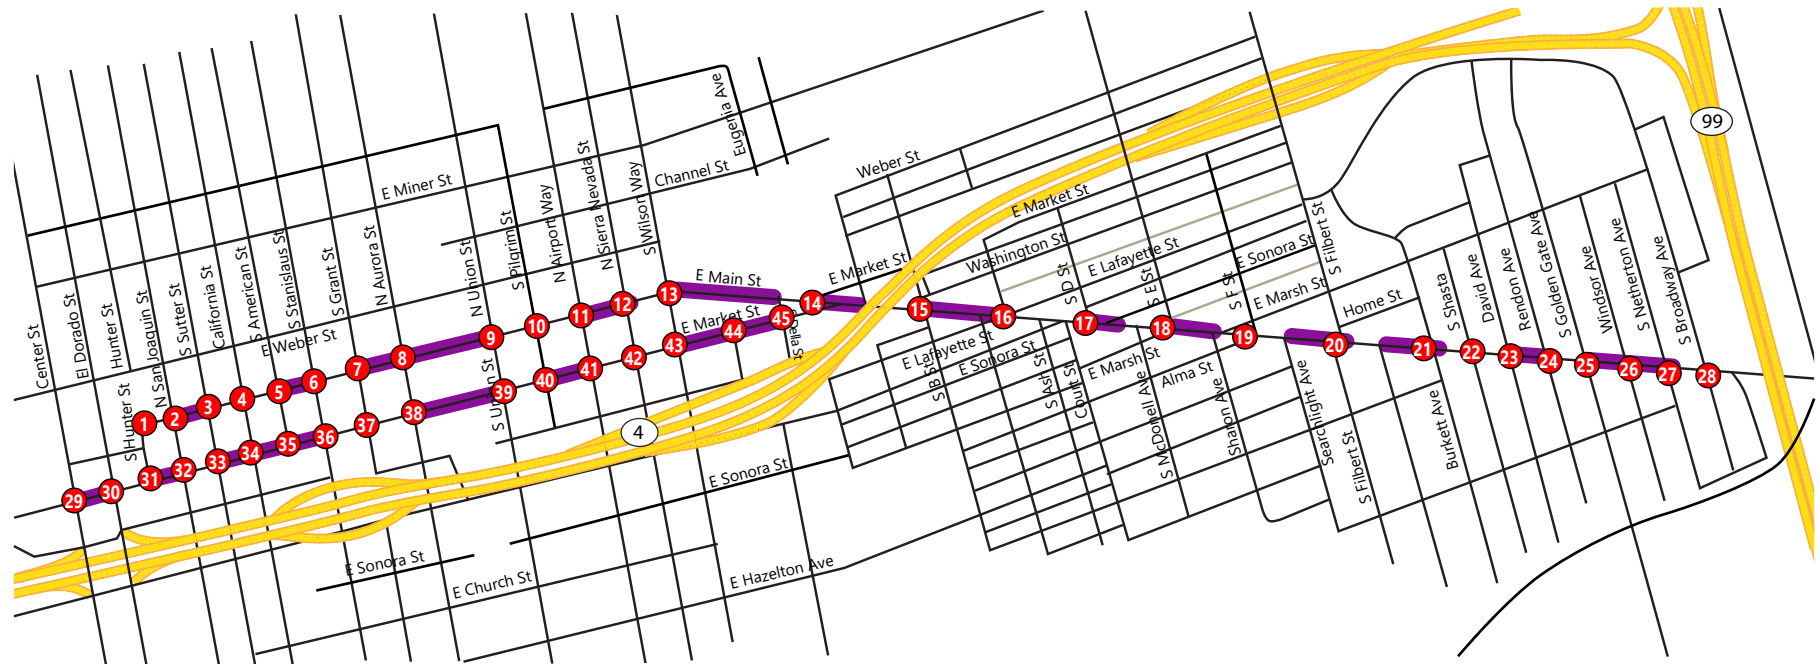 Center St
El Dorado St
Hunter St
S Hunter St
N San Joaquin St
S Sutter St
California St
S American St
S Stanislaus St
S Grant St
N Aurora St
E Miner St
E Weber St
N Union St
S Union St
S Pilgrim St
N Airport Way
N Sierra Nevada St
S Wilson Way
Eugenia Ave
Channel St
E Main St
E Market St
Weber St
E Market St
E Market St
Washington St
E Lafayette St
E Sonora St
E Marsh St
Home St
S D St
S E St
S F St
S Filbert St
E Lafayette St
E Sonora St
E Marsh St
Alma St
S B St
S Ash St
Court St
S McDonell Ave
Sharon Ave
Searchlight Ave
S Filbert St
Burkett Ave
S Shasta
David Ave
Rendon Ave
S Golden Gate Ave
Windsor Ave
S Netherton Ave
S Broadway Ave
E Sonora St
E Sonora St
E Church St
E Hazelton Ave
4
99
1
2
3
4
5
6
7
8
9
10
11
12
13
14
15
16
17
18
19
20
21
22
23
24
25
26
27
28
29
30
31
32
33
34
35
36
37
38
39
40
41
42
43
44
45